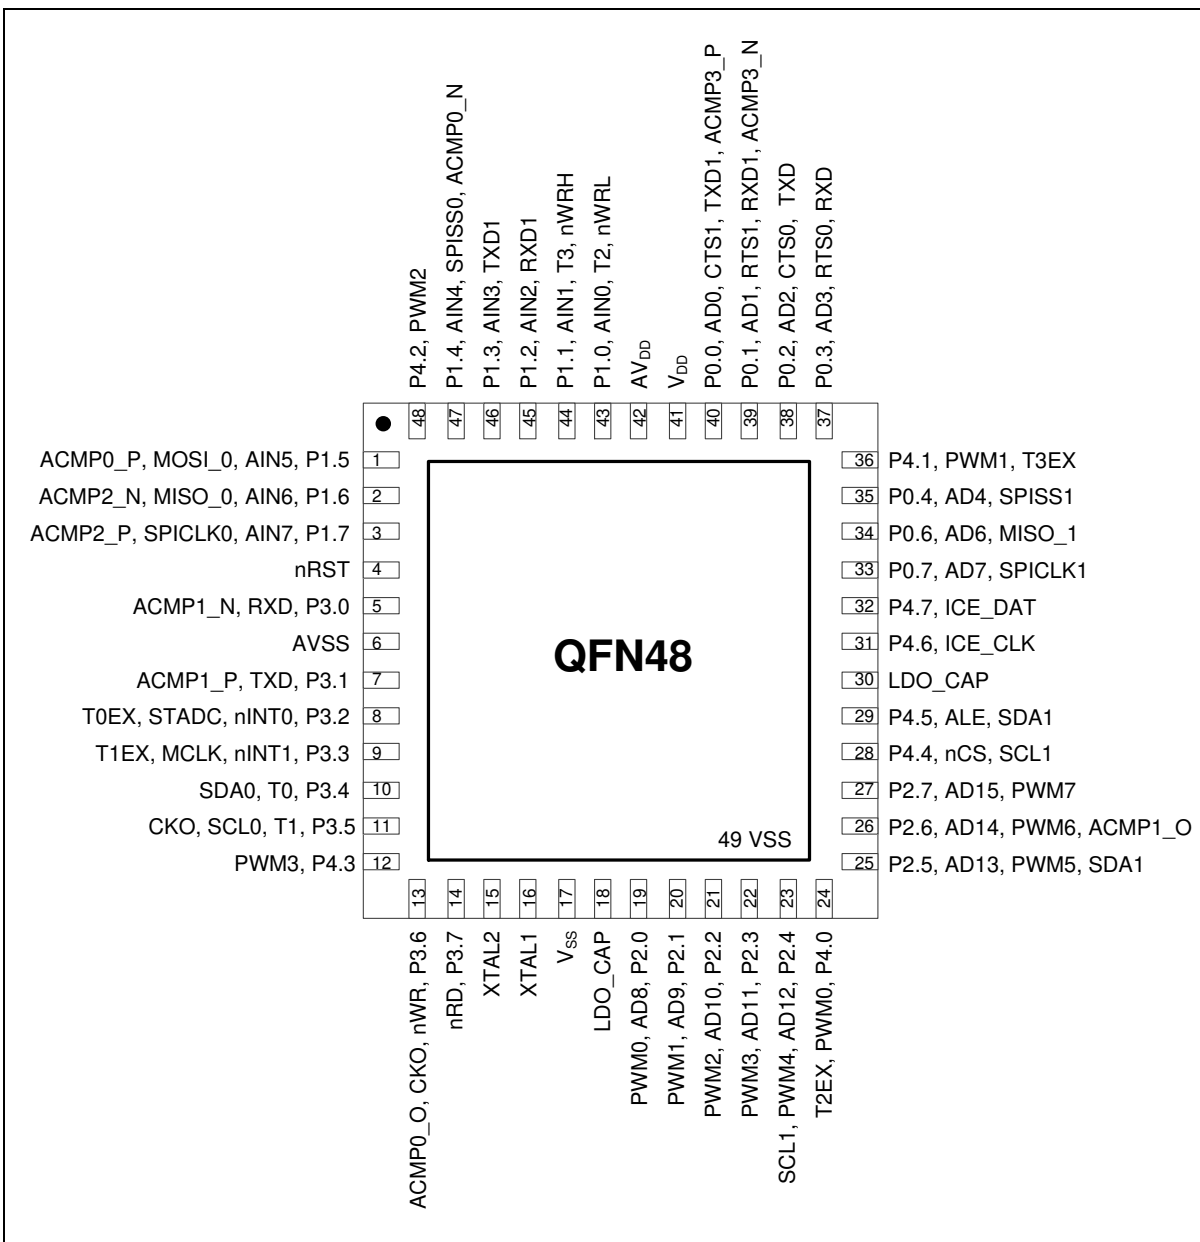 P4.2, PWM2
P1.4, AIN4, SPISS0, ACMP0_N
P1.3, AIN3, TXD1
P1.2, AIN2, RXD1
P1.1, AIN1, T3, nWRH
P1.0, AIN0, T2, nWRL
AVDD
VDD
P0.0, AD0, CTS1, TXD1, ACMP3_P
P0.1, AD1, RTS1, RXD1, ACMP3_N
P0.2, AD2, CTS0, TXD
P0.3, AD3, RTS0, RXD
48
47
46
45
44
43
42
41
40
39
38
37
ACMP0_P, MOSI_0, AIN5, P1.5 1
ACMP2_N, MISO_0, AIN6, P1.6 2
ACMP2_P, SPICLK0, AIN7, P1.7 3
nRST 4
ACMP1_N, RXD, P3.0 5
AVSS 6
ACMP1_P, TXD, P3.1 7
T0EX, STADC, nINT0, P3.2 8
T1EX, MCLK, nINT1, P3.3 9
SDA0, T0, P3.4 10
CKO, SCL0, T1, P3.5 11
PWM3, P4.3 12
QFN48
49 VSS
36 P4.1, PWM1, T3EX
35 P0.4, AD4, SPISS1
34 P0.6, AD6, MISO_1
33 P0.7, AD7, SPICLK1
32 P4.7, ICE_DAT
31 P4.6, ICE_CLK
30 LDO_CAP
29 P4.5, ALE, SDA1
28 P4.4, nCS, SCL1
27 P2.7, AD15, PWM7
26 P2.6, AD14, PWM6, ACMP1_O
25 P2.5, AD13, PWM5, SDA1
13
14
15
16
17
18
19
20
21
22
23
24
ACMP0_O, CKO, nWR, P3.6
nRD, P3.7
XTAL2
XTAL1
VSS
LDO_CAP
PWM0, AD8, P2.0
PWM1, AD9, P2.1
PWM2, AD10, P2.2
PWM3, AD11, P2.3
SCL1, PWM4, AD12, P2.4
T2EX, PWM0, P4.0